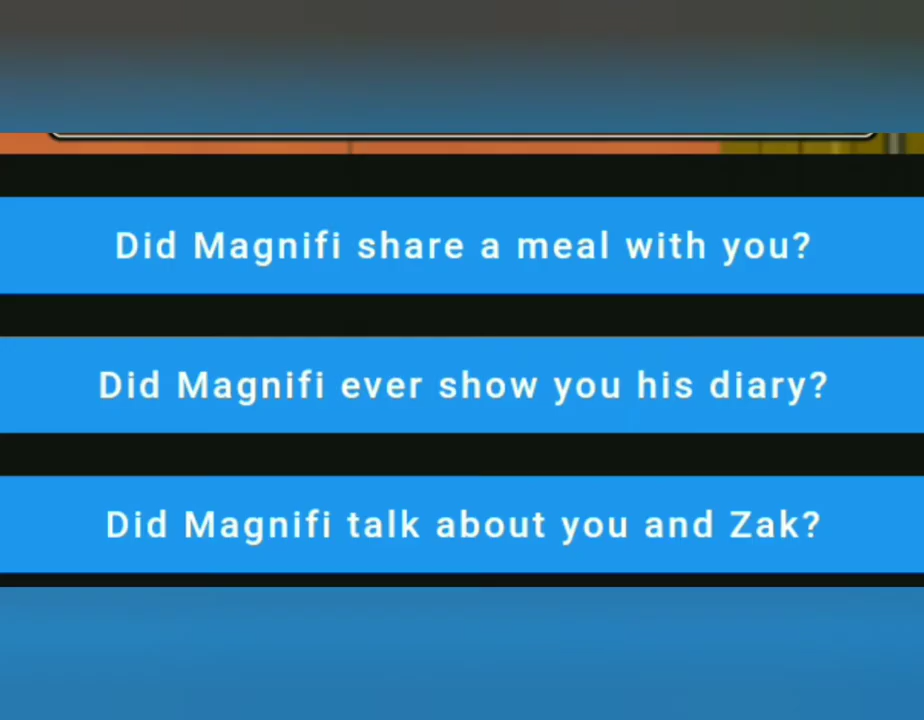 Did Magnifi share a meal with you?
Did Magnifi ever show you his diary?
Did Magnifi talk about you and Zak?